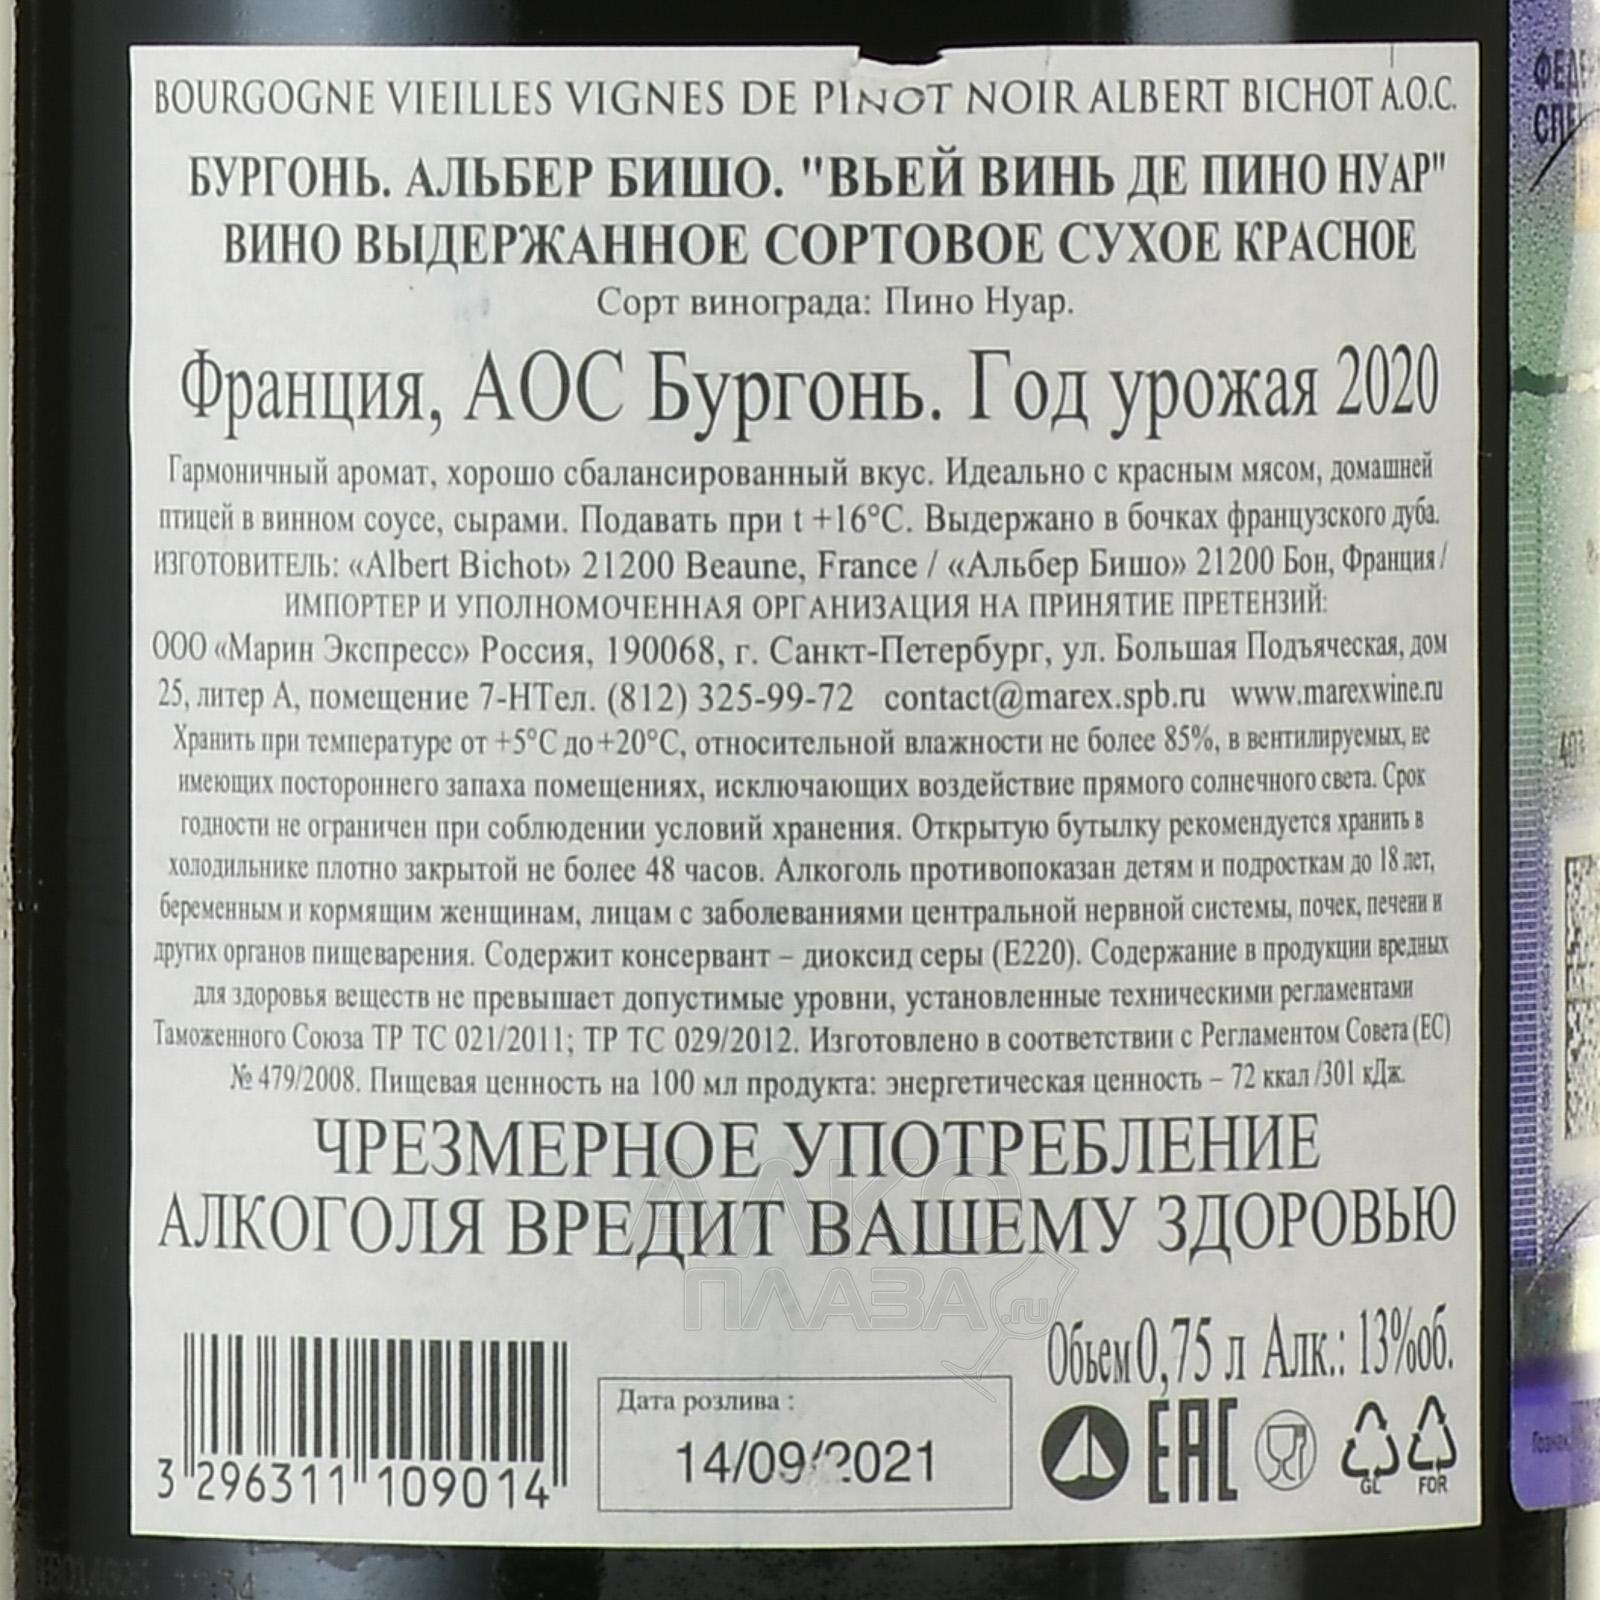 BOURGOGNE VIEILLES VIGNES DE PINOT NOIR ALBERT BICHOT A.O.C.
БУРГОНЬ. АЛЬБЕР БИШО. "ВЬЕЙ ВИНЬ ДЕ ПИНО НУАР"
ВИНО ВЫДЕРЖАННОЕ СОРТОВОЕ СУХОЕ КРАСНОЕ
Сорт винограда: Пино Нуар.
Франция, АОС Бургонь. Год урожая 2020
Гармоничный аромат, хорошо сбалансированный вкус. Идеально с красным мясом, домашней
птицей в винном соусе, сырами. Подавать при t +16°C. Выдержано в бочках французского дуба.
ИЗГОТОВИТЕЛЬ: «Albert Bichot» 21200 Beaune, France / «Альбер Бишо» 21200 Бон, Франция /
ИМПОРТЕР И УПОЛНОМОЧЕННАЯ ОРГАНИЗАЦИЯ НА ПРИНЯТИЕ ПРЕТЕНЗИЙ:
ООО «Марин Экспресс» Россия, 190068, г. Санкт-Петербург, ул. Большая Подъяческая, дом
25, литер А, помещение 7-НТел. (812) 325-99-72 contact@marex.spb.ru www.marexwine.ru
Хранить при температуре от +5°C до +20°C, относительной влажности не более 85%, в вентилируемых, не
имеющих постороннего запаха помещениях, исключающих воздействие прямого солнечного света. Срок
годности не ограничен при соблюдении условий хранения. Открытую бутылку рекомендуется хранить в
холодильнике плотно закрытой не более 48 часов. Алкоголь противопоказан детям и подросткам до 18 лет,
беременным и кормящим женщинам, лицам с заболеваниями центральной нервной системы, почек, печени и
других органов пищеварения. Содержит консервант – диоксид серы (Е220). Содержание в продукции вредных
для здоровья веществ не превышает допустимые уровни, установленные техническими регламентами
Таможенного Союза ТР ТС 021/2011; ТР ТС 029/2012. Изготовлено в соответствии с Регламентом Совета (ЕС)
№ 479/2008. Пищевая ценность на 100 мл продукта: энергетическая ценность – 72 ккал /301 кДж.
ЧРЕЗМЕРНОЕ УПОТРЕБЛЕНИЕ
АЛКОГОЛЯ ВРЕДИТ ВАШЕМУ ЗДОРОВЬЮ
АЛКО
ПЛАЗА .ru
Объем 0,75 л Алк.: 13%об.
Дата розлива :
14/09/2021
3 296311 109014
EAC
GL FOR